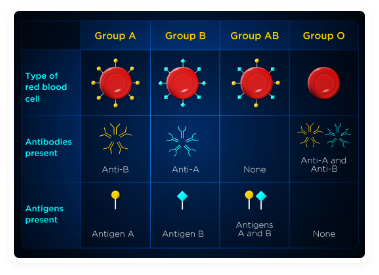 Group A Group B Group AB Group O
Type of
red blood
cell
Antibodies
present
Anti-B Anti-A None Anti-A and
Anti-B
Antigens
present
Antigen A Antigen B Antigens
A and B None